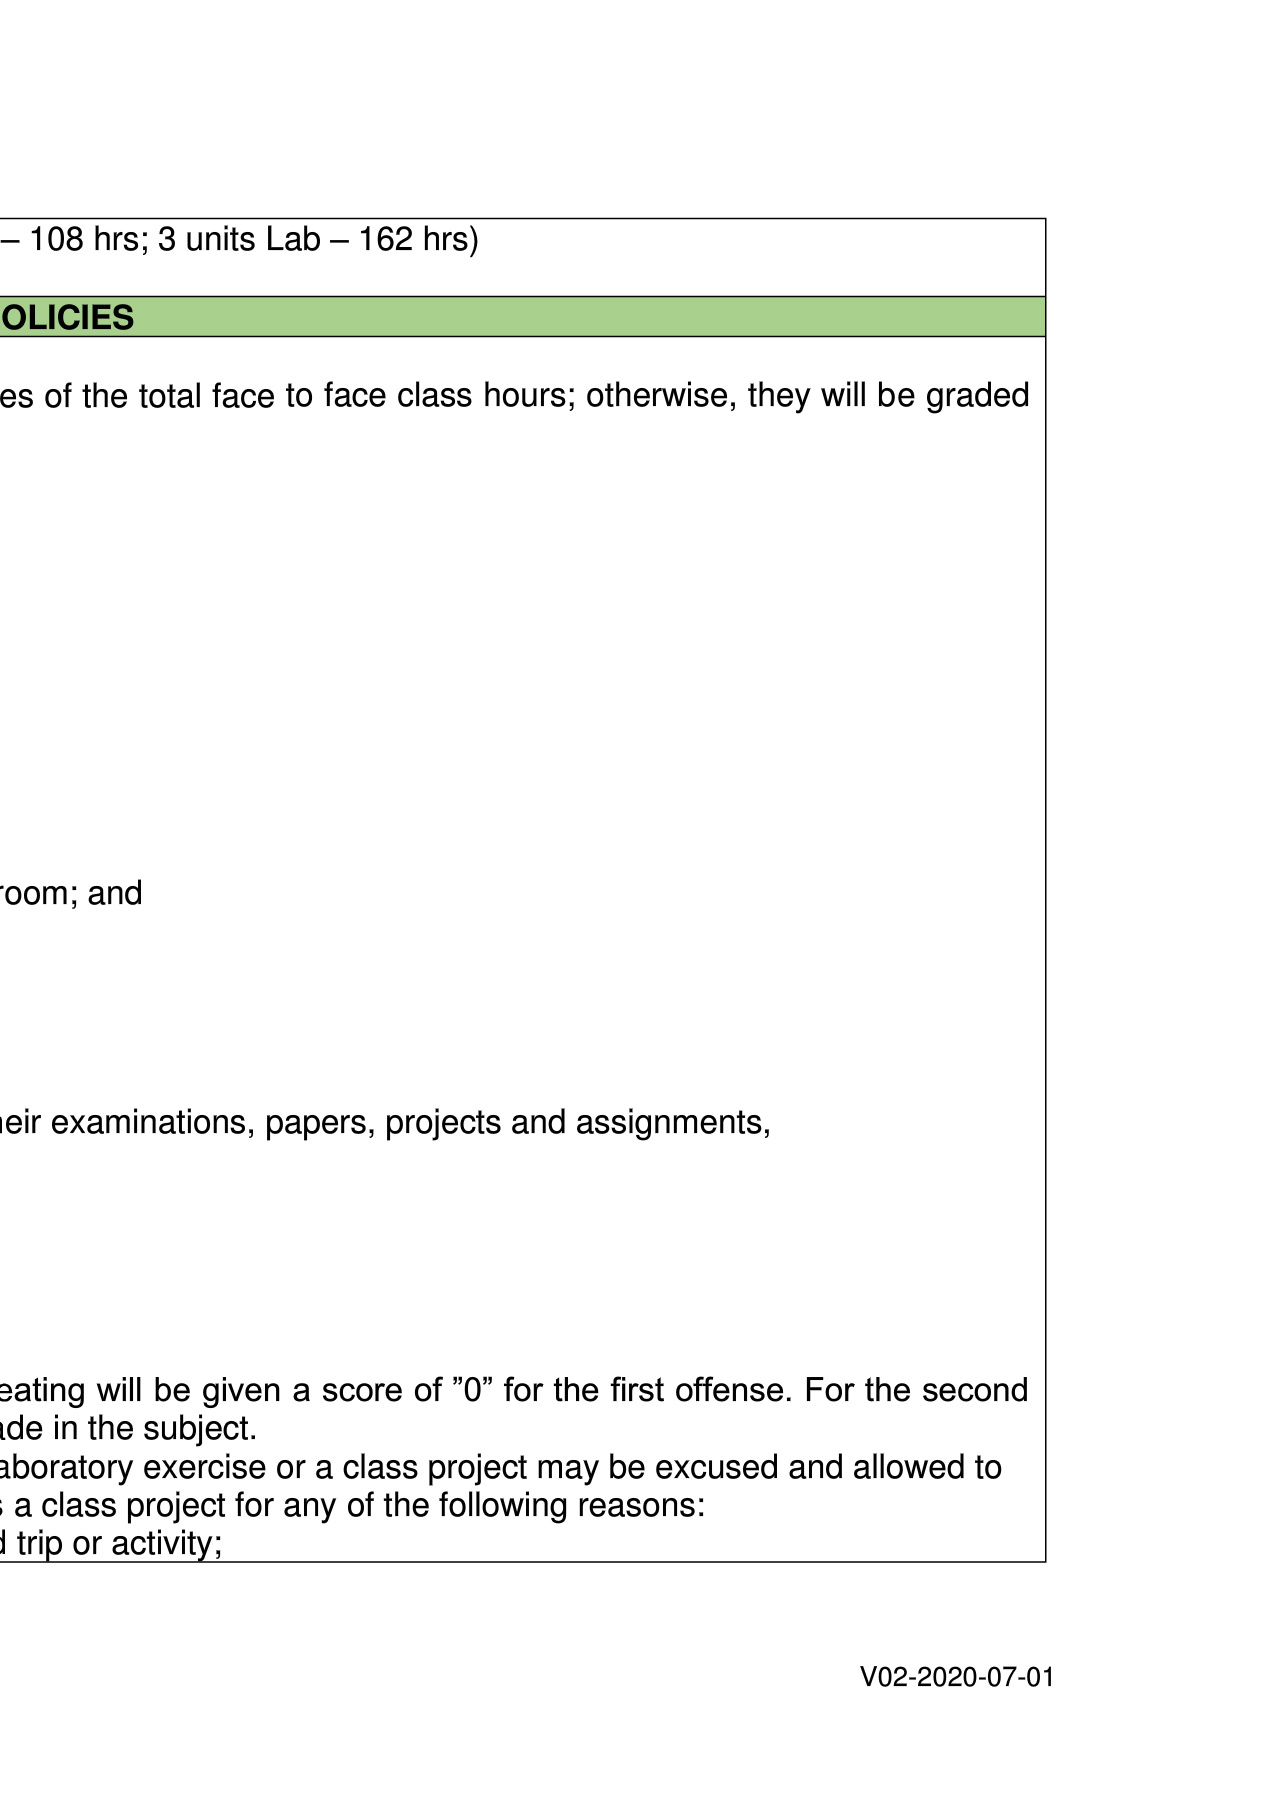 – 108 hrs; 3 units Lab – 162 hrs)
OLICIES
es of the total face to face class hours; otherwise, they will be graded
room; and
heir examinations, papers, projects and assignments,
eating will be given a score of ”0” for the first offense. For the second
ade in the subject.
aboratory exercise or a class project may be excused and allowed to
s a class project for any of the following reasons:
d trip or activity;
V02-2020-07-01